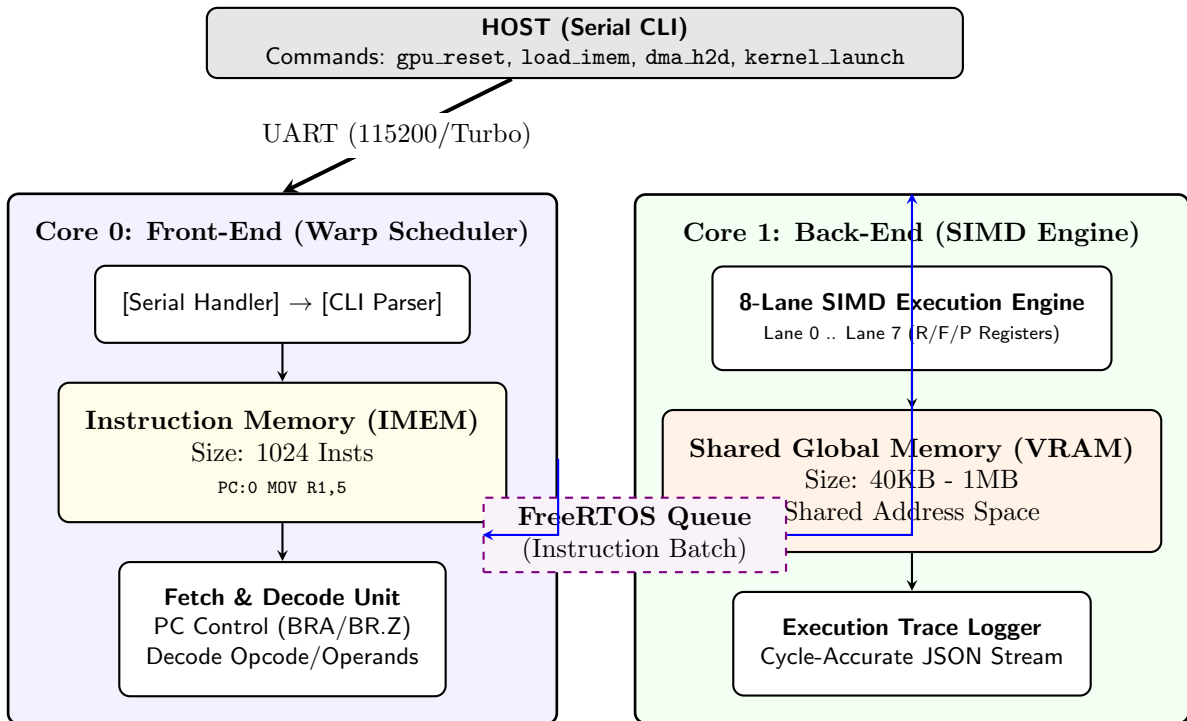 HOST (Serial CLI)
Commands: gpu_reset, load_imem, dma_h2d, kernel_launch
UART (115200/Turbo)
Core 0: Front-End (Warp Scheduler)
[Serial Handler] → [CLI Parser]
Instruction Memory (IMEM)
Size: 1024 Insts
PC:0 MOV R1,5
Fetch & Decode Unit
PC Control (BRA/BR.Z)
Decode Opcode/Operands
FreeRTOS Queue
(Instruction Batch)
Core 1: Back-End (SIMD Engine)
8-Lane SIMD Execution Engine
Lane 0 .. Lane 7 (R/F/P Registers)
Shared Global Memory (VRAM)
Size: 40KB - 1MB
Shared Address Space
Execution Trace Logger
Cycle-Accurate JSON Stream